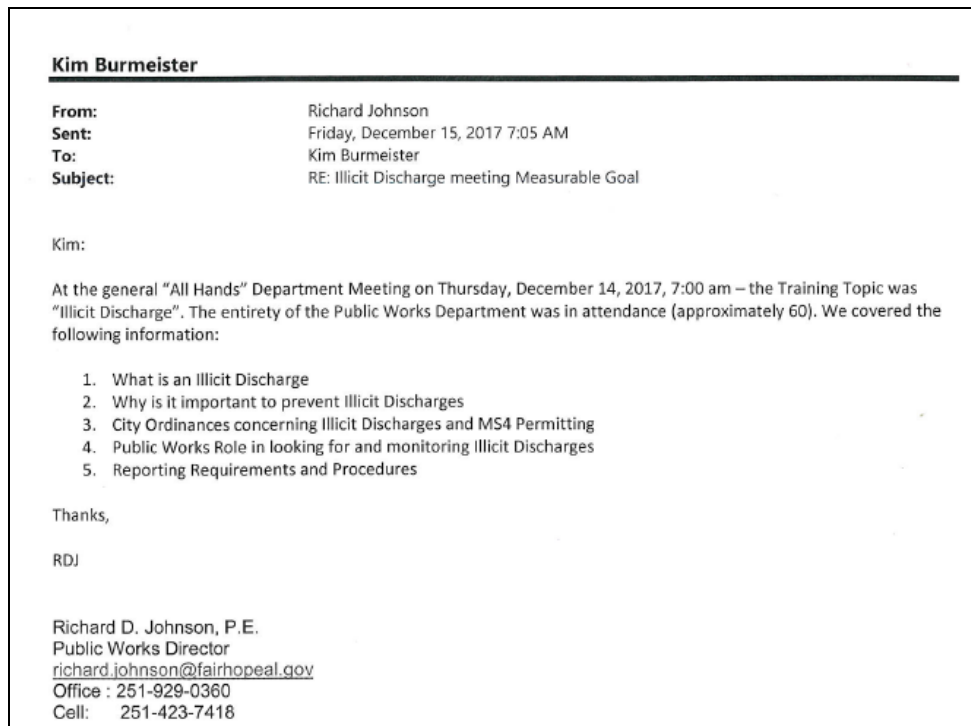 Kim Burmeister
From: Richard Johnson
Sent: Friday, December 15, 2017 7:05 AM
To: Kim Burmeister
Subject: RE: Illicit Discharge meeting Measurable Goal
Kim:
At the general “All Hands” Department Meeting on Thursday, December 14, 2017, 7:00 am – the Training Topic was
“Illicit Discharge”. The entirety of the Public Works Department was in attendance (approximately 60). We covered the
following information:
1. What is an Illicit Discharge
2. Why is it important to prevent Illicit Discharges
3. City Ordinances concerning Illicit Discharges and MS4 Permitting
4. Public Works Role in looking for and monitoring Illicit Discharges
5. Reporting Requirements and Procedures
Thanks,
RDJ
Richard D. Johnson, P.E.
Public Works Director
richard.johnson@fairhopeal.gov
Office : 251-929-0360
Cell: 251-423-7418